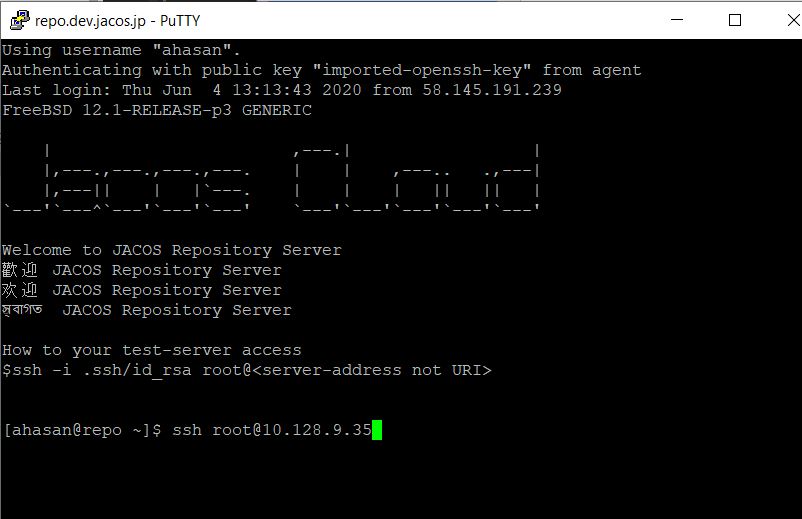 repo.dev.jacos.jp - PuTTY
Using username "ahasan".
Authenticating with public key "imported-openssh-key" from agent
Last login: Thu Jun  4 13:13:43 2020 from 58.145.191.239
FreeBSD 12.1-RELEASE-p3 GENERIC
Jacos Cloud
Welcome to JACOS Repository Server
歡迎 JACOS Repository Server
欢迎 JACOS Repository Server
স্বাগত  JACOS Repository Server
How to your test-server access
$ssh -i .ssh/id_rsa root@<server-address not URI>
[ahasan@repo ~]$ ssh root@10.128.9.35